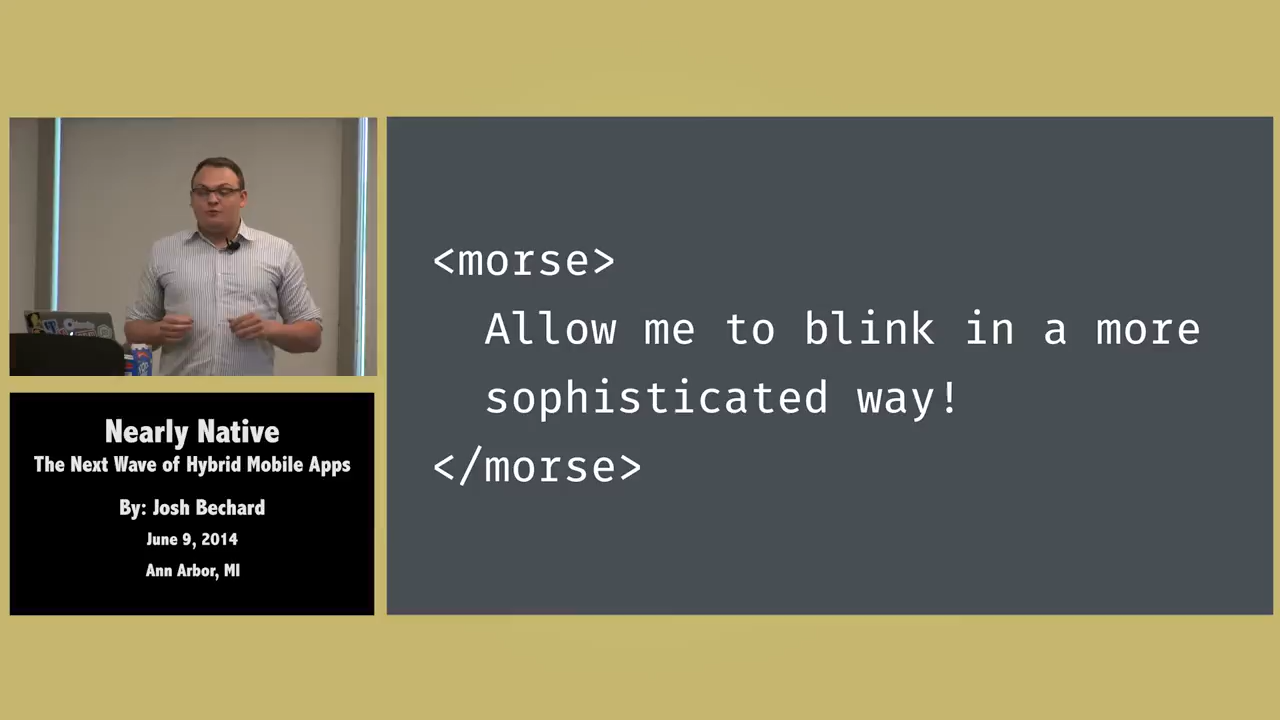 Nearly Native
The Next Wave of Hybrid Mobile Apps
By: Josh Bechard
June 9, 2014
Ann Arbor, MI
<morse>
Allow me to blink in a more
sophisticated way!
</morse>